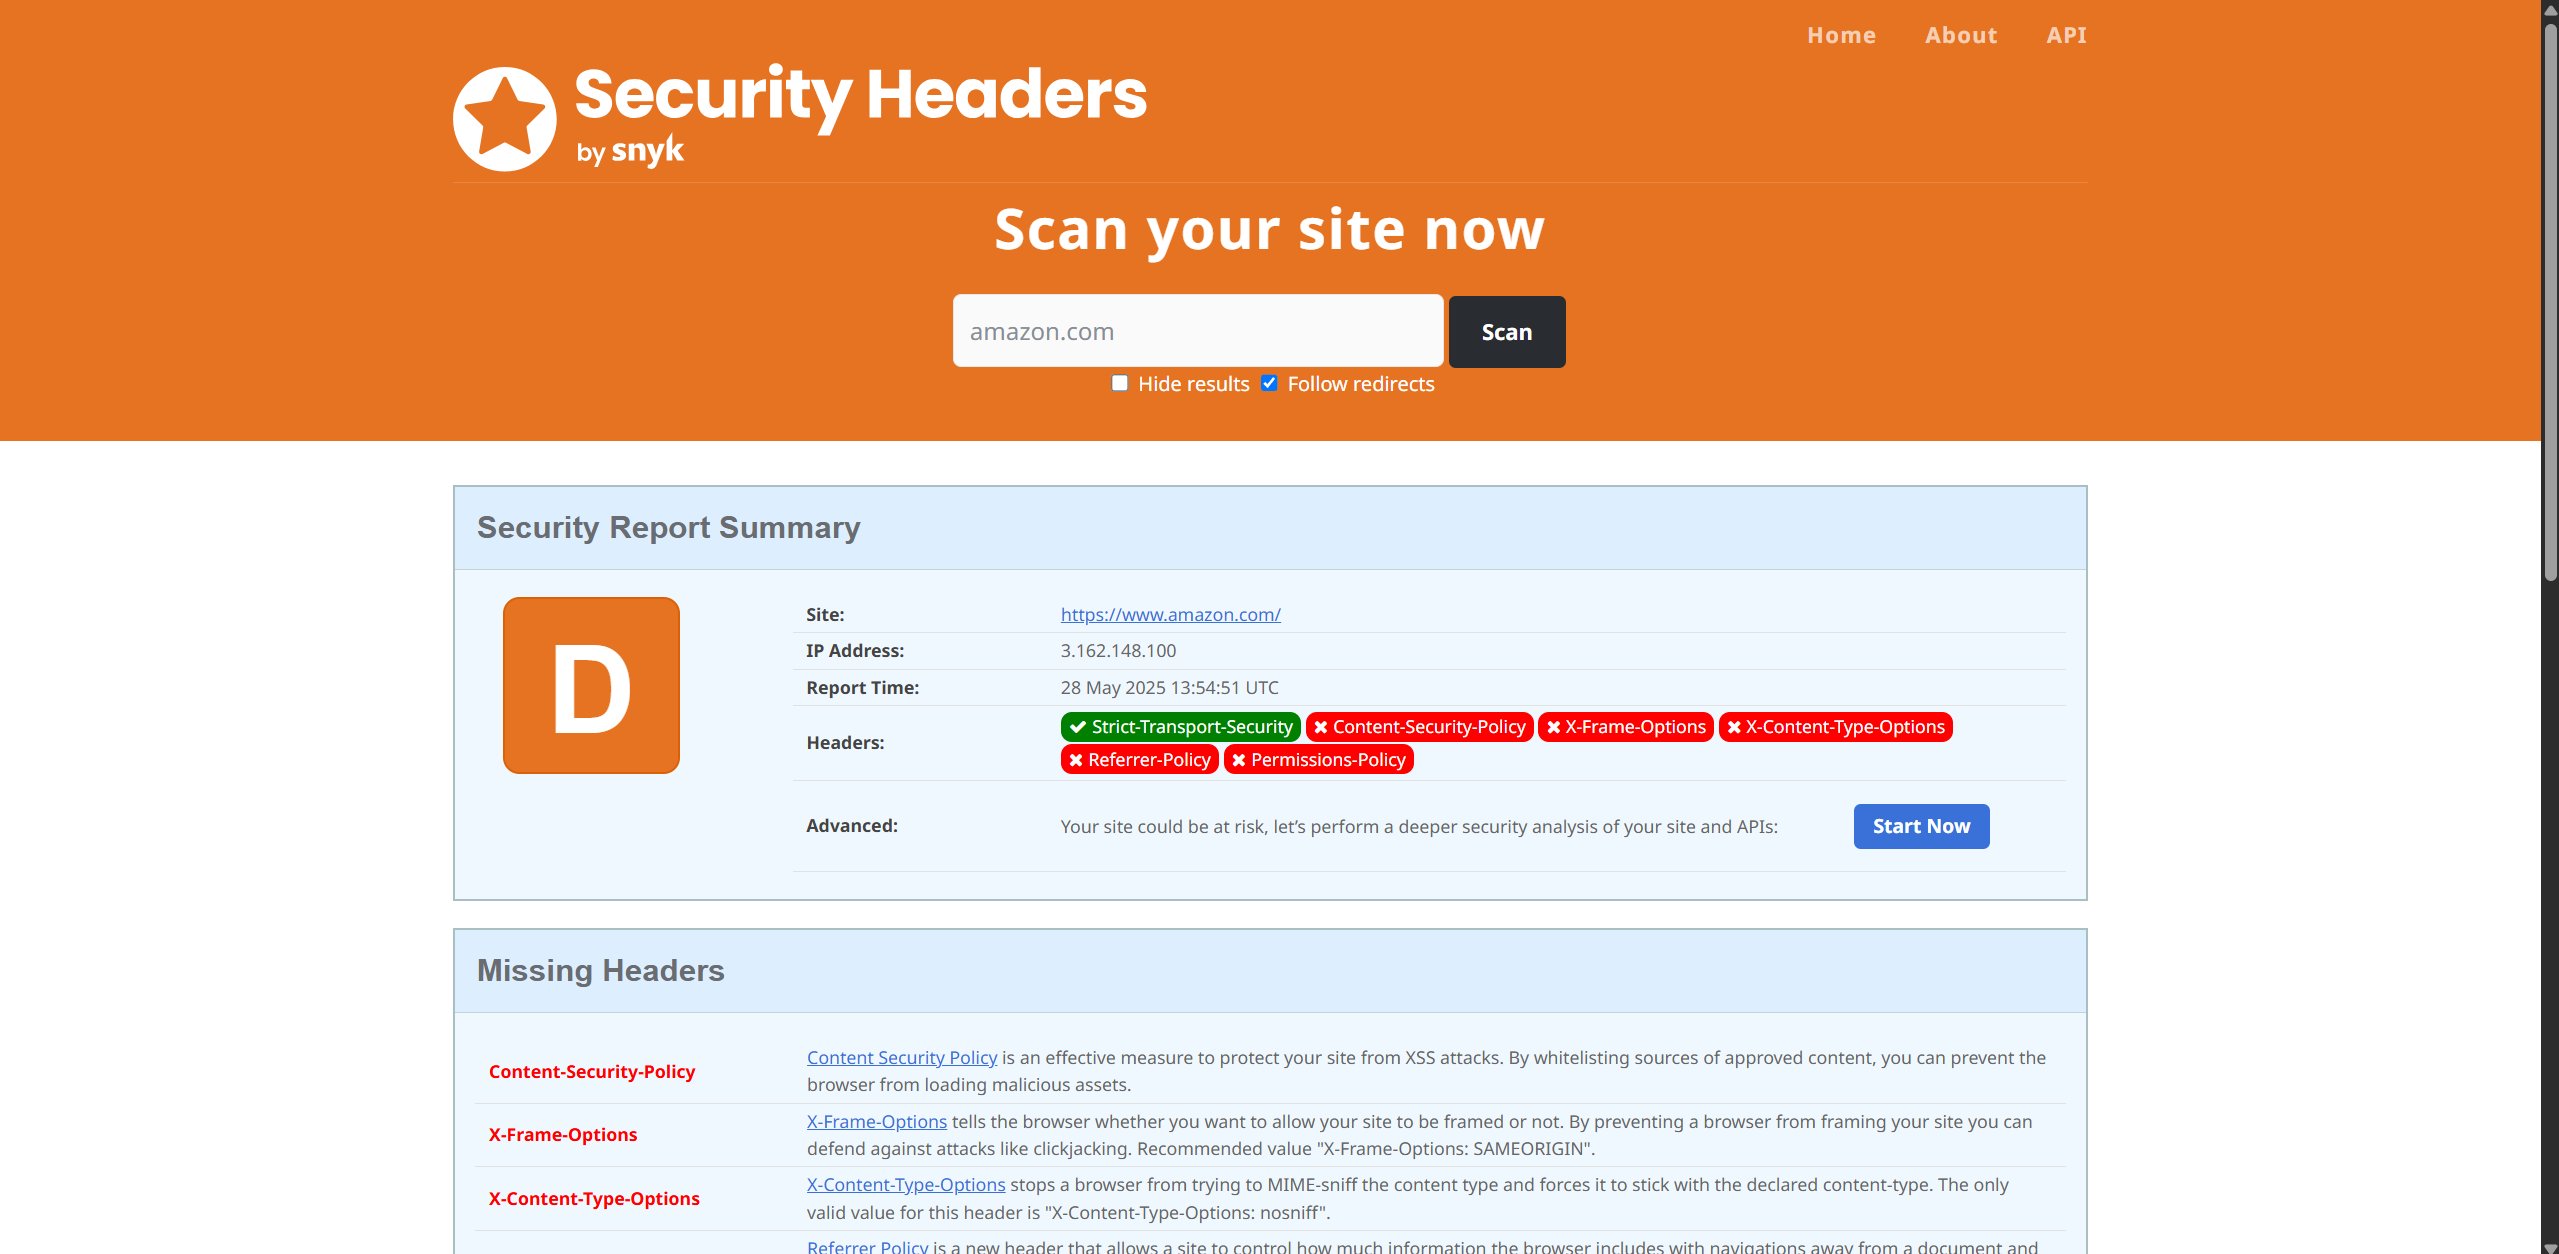 Home About API
Security Headers
by snyk
Scan your site now
amazon.com Scan
Hide results Follow redirects
Security Report Summary
D
Site: https://www.amazon.com/
IP Address: 3.162.148.100
Report Time: 28 May 2025 13:54:51 UTC
Headers: Strict-Transport-Security Content-Security-Policy X-Frame-Options X-Content-Type-Options
Referrer-Policy Permissions-Policy
Advanced: Your site could be at risk, let’s perform a deeper security analysis of your site and APIs: Start Now
Missing Headers
Content-Security-Policy Content Security Policy is an effective measure to protect your site from XSS attacks. By whitelisting sources of approved content, you can prevent the
browser from loading malicious assets.
X-Frame-Options X-Frame-Options tells the browser whether you want to allow your site to be framed or not. By preventing a browser from framing your site you can
defend against attacks like clickjacking. Recommended value "X-Frame-Options: SAMEORIGIN".
X-Content-Type-Options X-Content-Type-Options stops a browser from trying to MIME-sniff the content type and forces it to stick with the declared content-type. The only
valid value for this header is "X-Content-Type-Options: nosniff".
Referrer Policy is a new header that allows a site to control how much information the browser includes with navigations away from a document and